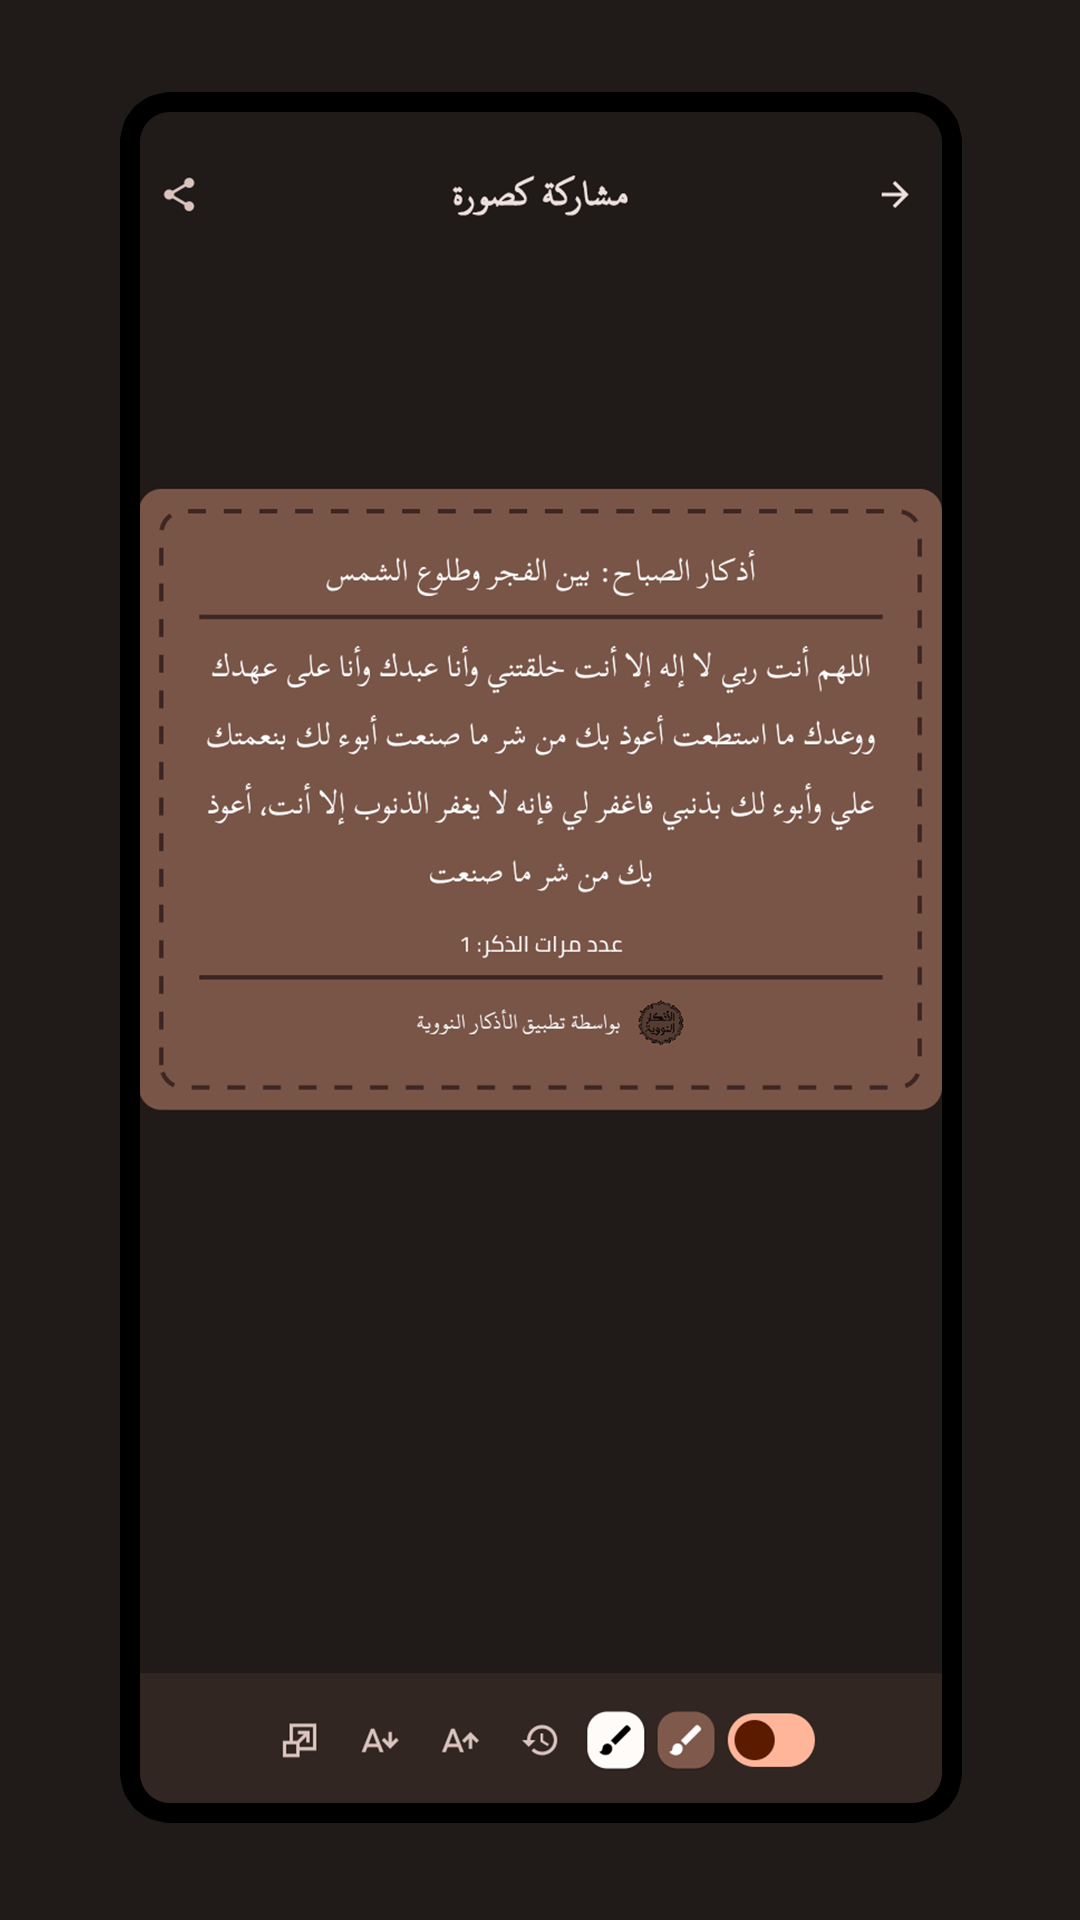 مشاركة كصورة
أذكار الصباح: بين الفجر وطلوع الشمس
اللهم أنت ربي لا إله إلا أنت خلقتني وأنا عبدك وأنا على عهدك
ووعدك ما استطعت أعوذ بك من شر ما صنعت أبوء لك بنعمتك
علي وأبوء لك بذنبي فاغفر لي فإنه لا يغفر الذنوب إلا أنت، أعوذ
بك من شر ما صنعت
عدد مرات الذكر: 1
الأذكار
النووية
بواسطة تطبيق الأذكار النووية
A A